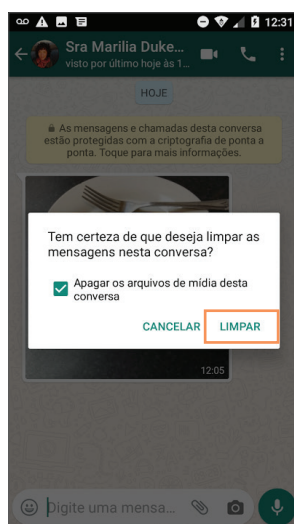 12:31
Sra Marilia Duke...
visto por último hoje às 1...
HOJE
As mensagens e chamadas desta conversa
estão protegidas com a criptografia de ponta a
ponta. Toque para mais informações.
Tem certeza de que deseja limpar as
mensagens nesta conversa?
Apagar os arquivos de mídia desta
conversa
CANCELAR LIMPAR
12:05
Digite uma mensa...